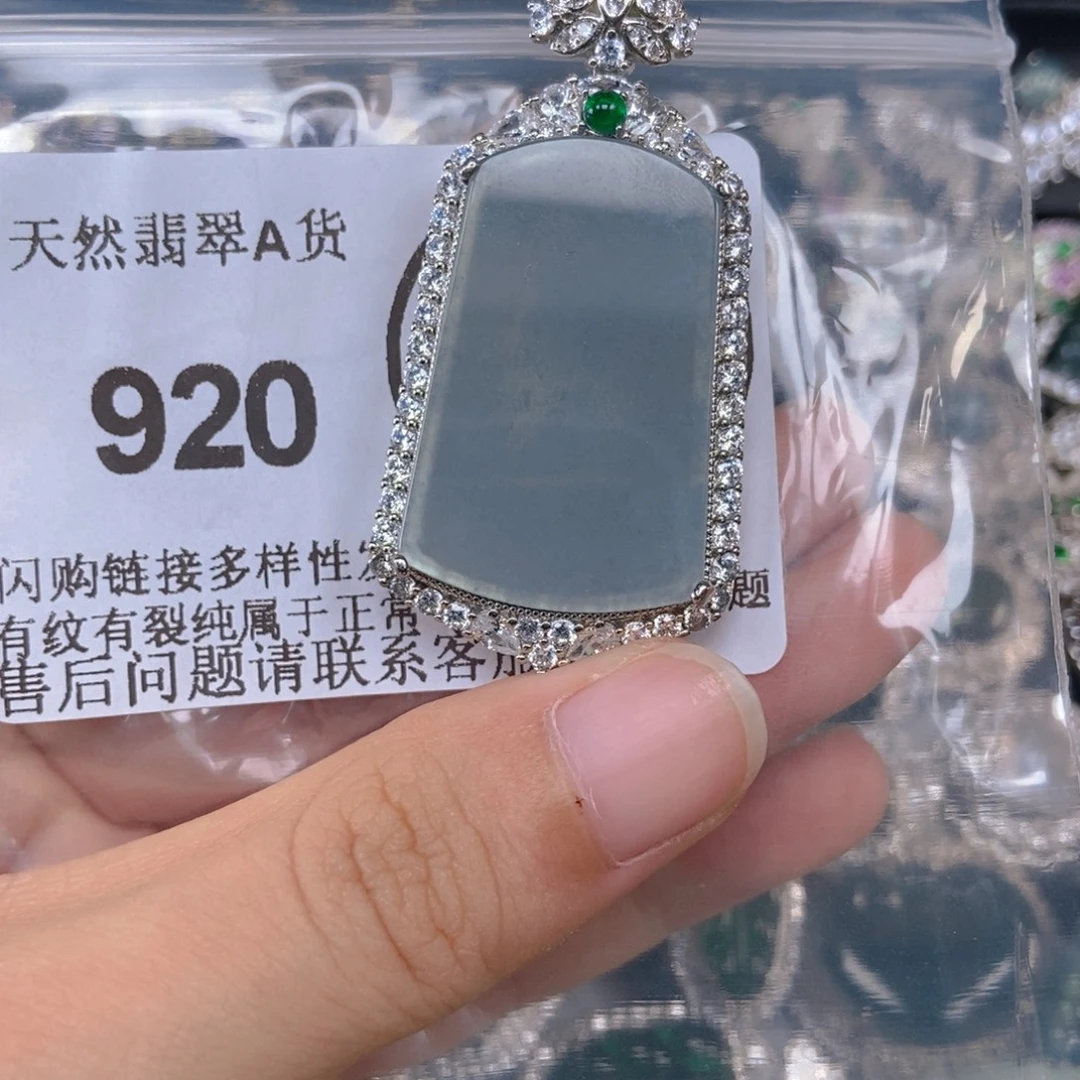 天然翡翠A货
920
闪购链接多样性
有纹有裂纯属于正常
题
售后问题请联系客服